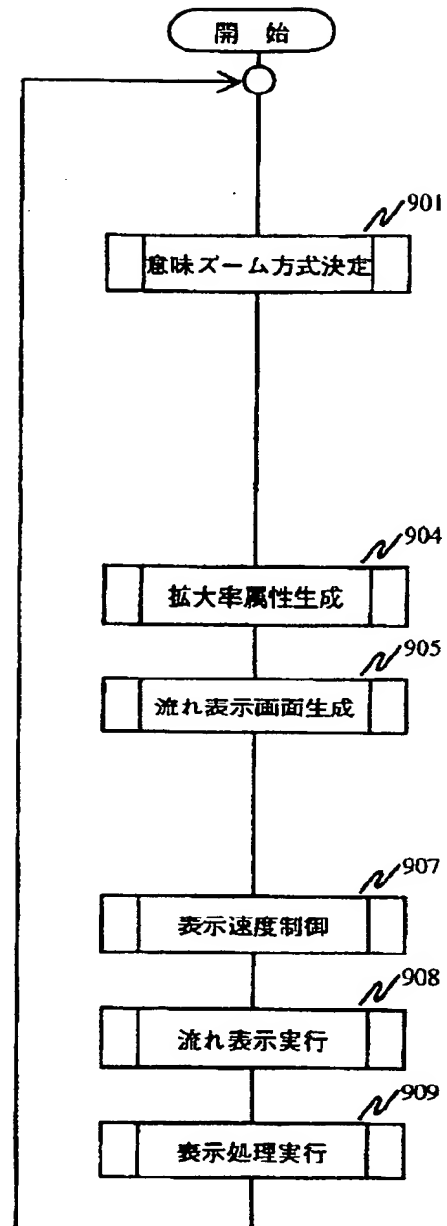 開 始
901
意味ズーム方式決定
904
拡大率属性生成
905
流れ表示画面生成
907
表示速度制御
908
流れ表示実行
909
表示処理実行